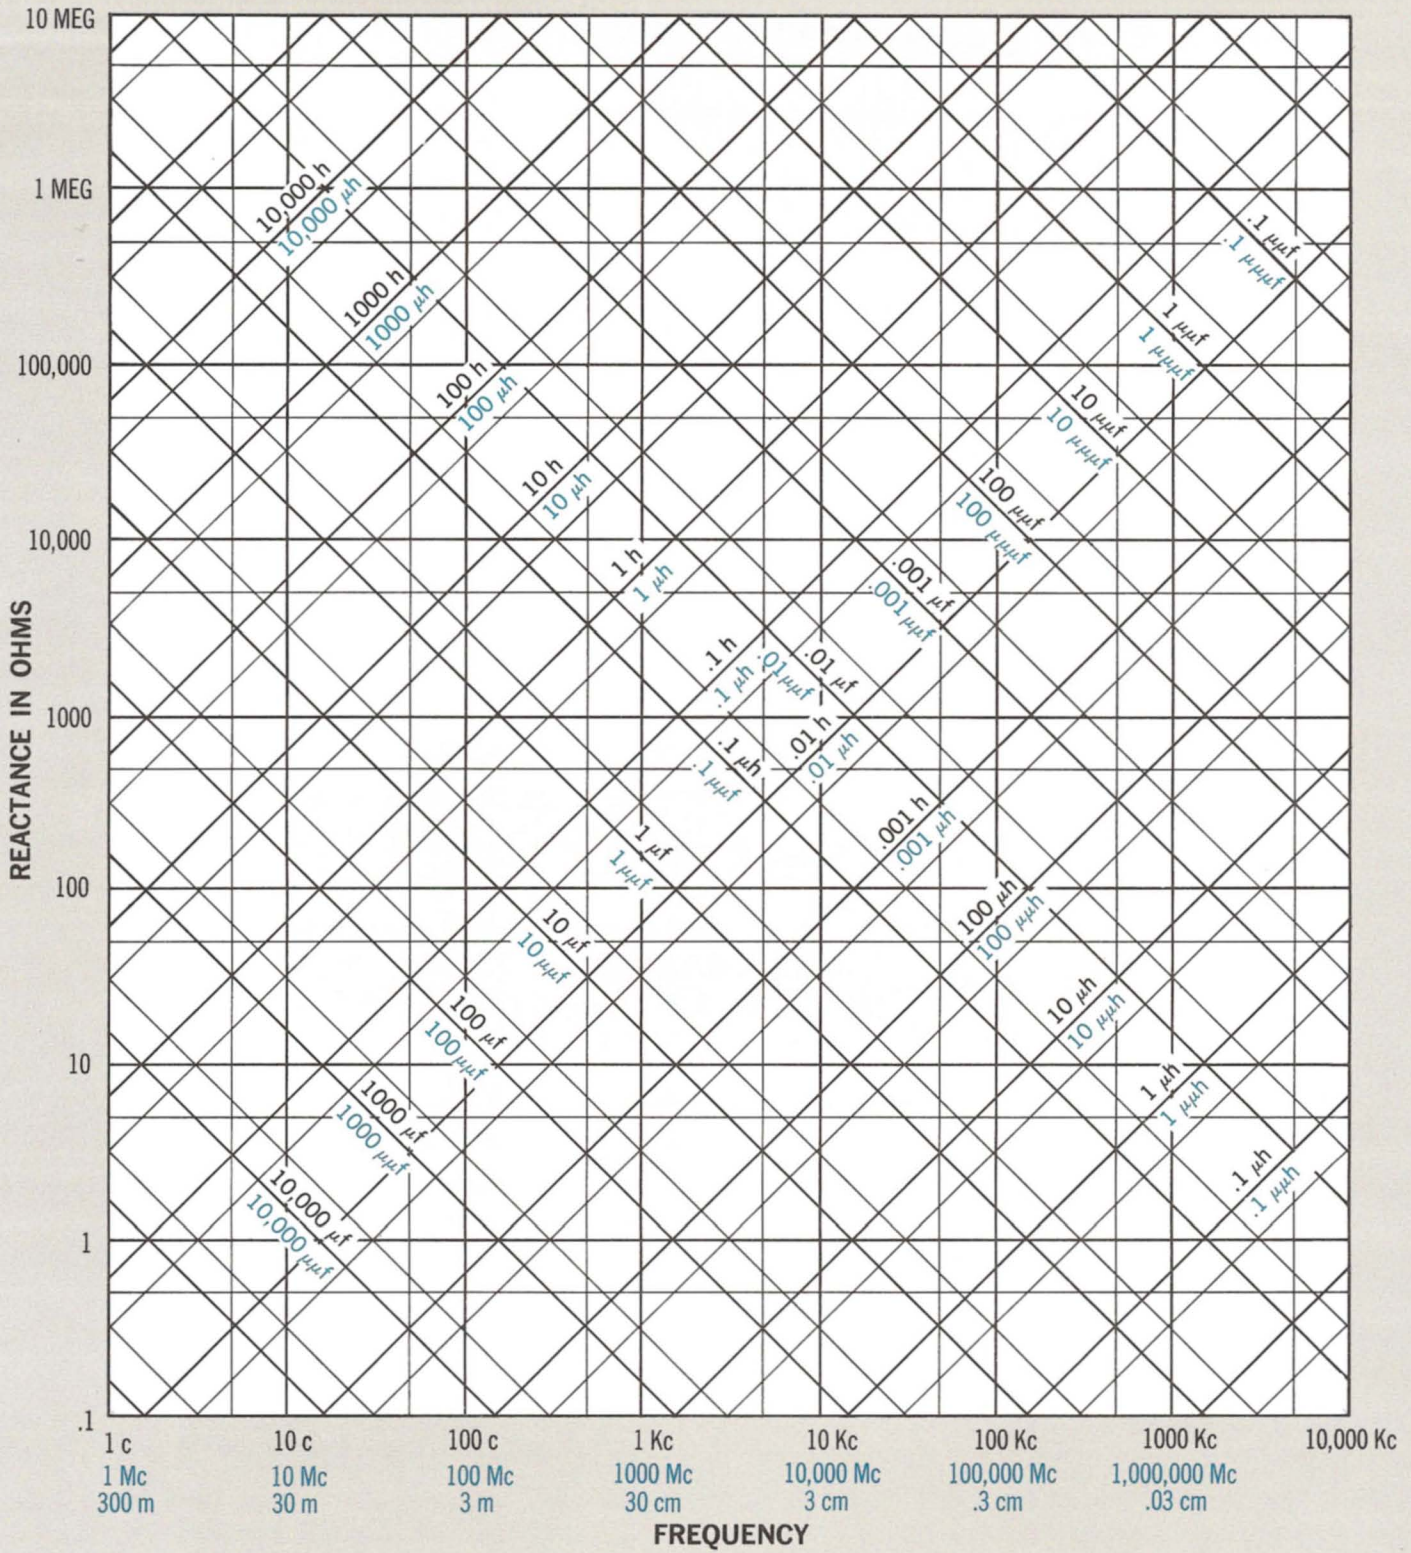 10 MEG
1 MEG
100,000
10,000
1000
100
10
1
.1
REACTANCE IN OHMS
10,000 h
10,000 μh
1000 h
1000 μh
100 h
100 μh
10 h
10 μh
1 h
1 μh
.1 h
.1 μh
.01 h
.01 μh
.001 h
.001 μh
100 μh
100 μμh
10 μh
10 μμh
1 μh
1 μμh
.1 μh
.1 μμh
.1 μμf
.1 μμμf
1 μμf
1 μμμf
10 μμf
10 μμμf
100 μμf
100 μμμf
.001 μf
.001 μμf
.01 μf
.01 μμf
.1 μh
.1 μμf
1 μf
1 μμf
10 μf
10 μμf
100 μf
100 μμf
1000 μf
1000 μμf
10,000 μf
10,000 μμf
1 c 10 c 100 c 1 Kc 10 Kc 100 Kc 1000 Kc 10,000 Kc
1 Mc 10 Mc 100 Mc 1000 Mc 10,000 Mc 100,000 Mc 1,000,000 Mc
300 m 30 m 3 m 30 cm 3 cm .3 cm .03 cm
FREQUENCY